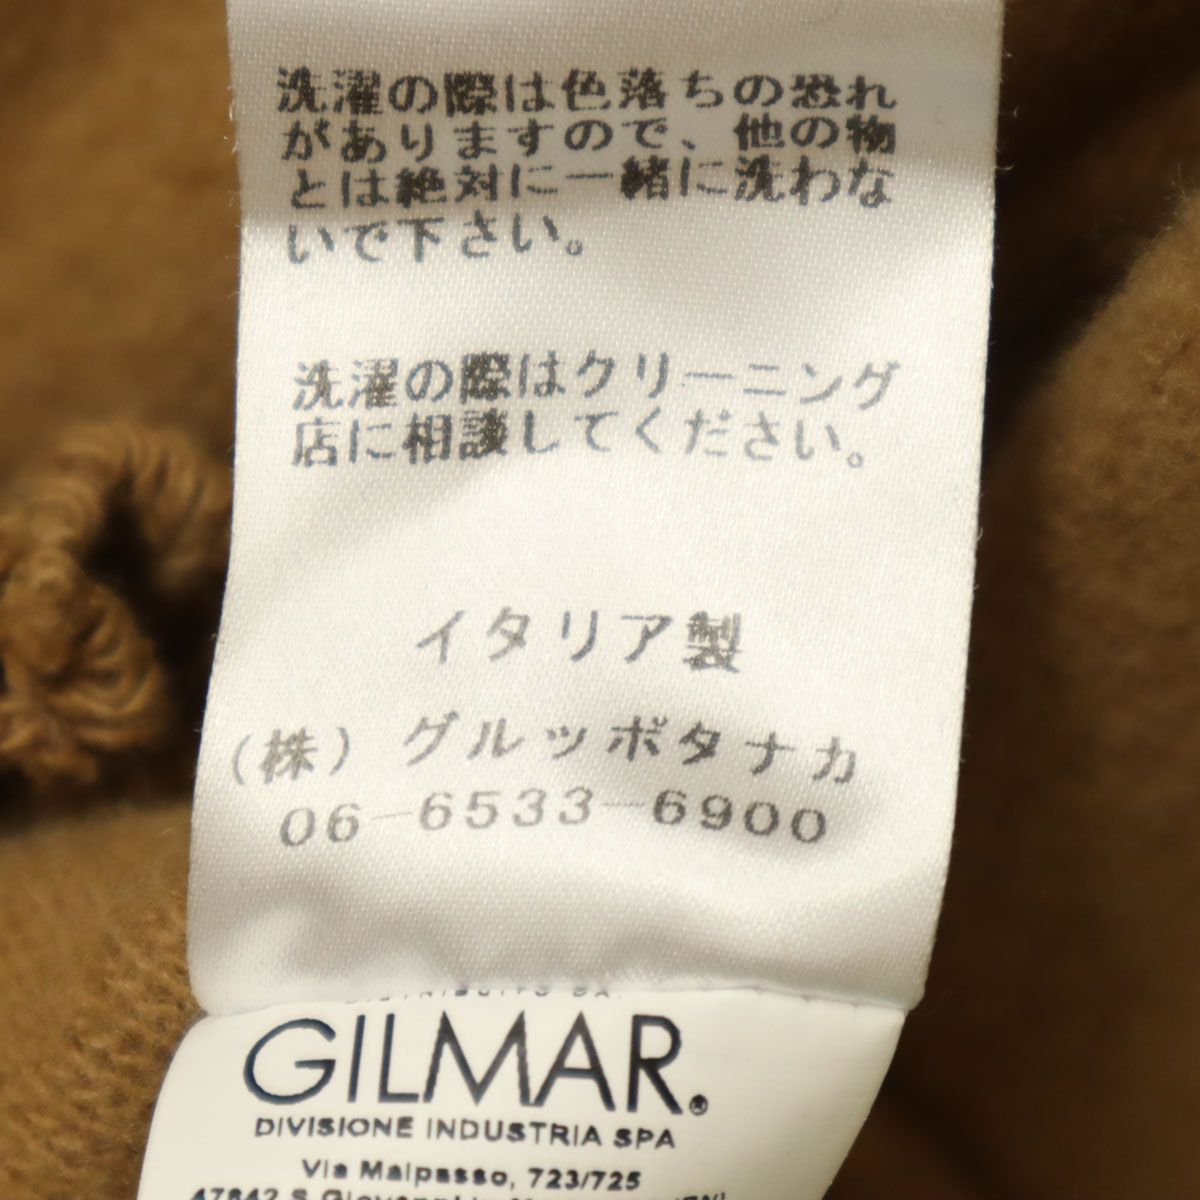 洗濯の際は色落ちの恐れ
がありますので、他の物
とは絶対に一緒に洗わな
いで下さい。
洗濯の際はクリーニング
店に相談してください。
イタリア製
(株)グルッポタナカ
06-6533-6900
DISTRIBUITO DA:
GILMAR®
DIVISIONE INDUSTRIA SPA
Via Malpasso, 723/725
47842 S.Giovanni